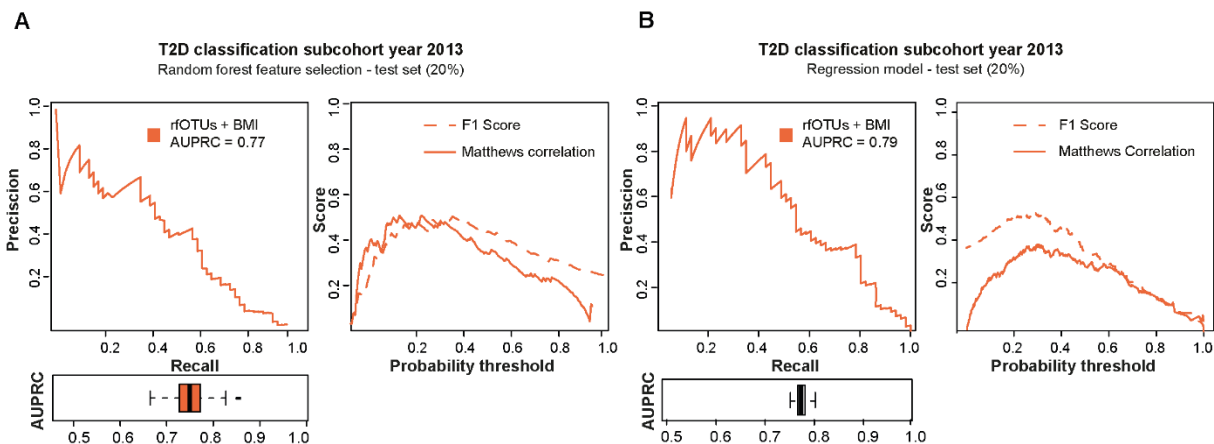 A
T2D classification subcohort year 2013
Random forest feature selection - test set (20%)
Preciscion
1.0
0.8
0.6
0.4
0.2
rfOTUs + BMI
AUPRC = 0.77
0.2 0.4 0.6 0.8 1.0
Recall
Score
1.0
0.8
0.6
0.4
0.2
F1 Score
Matthews correlation
0.2 0.4 0.6 0.8 1.0
Probability threshold
AUPRC
0.5 0.6 0.7 0.8 0.9 1.0
B
T2D classification subcohort year 2013
Regression model - test set (20%)
Preciscion
1.0
0.8
0.6
0.4
0.2
rfOTUs + BMI
AUPRC = 0.79
0.2 0.4 0.6 0.8 1.0
Recall
Score
1.0
0.8
0.6
0.4
0.2
F1 Score
Matthews Correlation
0.0 0.2 0.4 0.6 0.8 1.0
Probability threshold
AUPRC
0.5 0.6 0.7 0.8 0.9 1.0